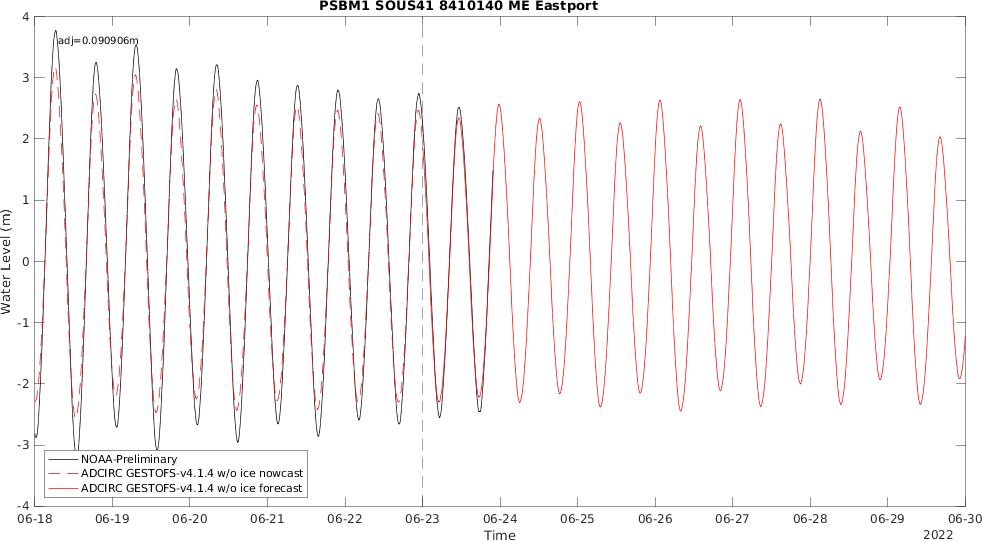 PSBM1 SOUS41 8410140 ME Eastport
adj=0.090906m
4
3
2
1
0
-1
-2
-3
-4
Water Level (m)
NOAA-Preliminary
ADCIRC GESTOFS-v4.1.4 w/o ice nowcast
ADCIRC GESTOFS-v4.1.4 w/o ice forecast
06-18 06-19 06-20 06-21 06-22 06-23 06-24 06-25 06-26 06-27 06-28 06-29 06-30
Time
2022